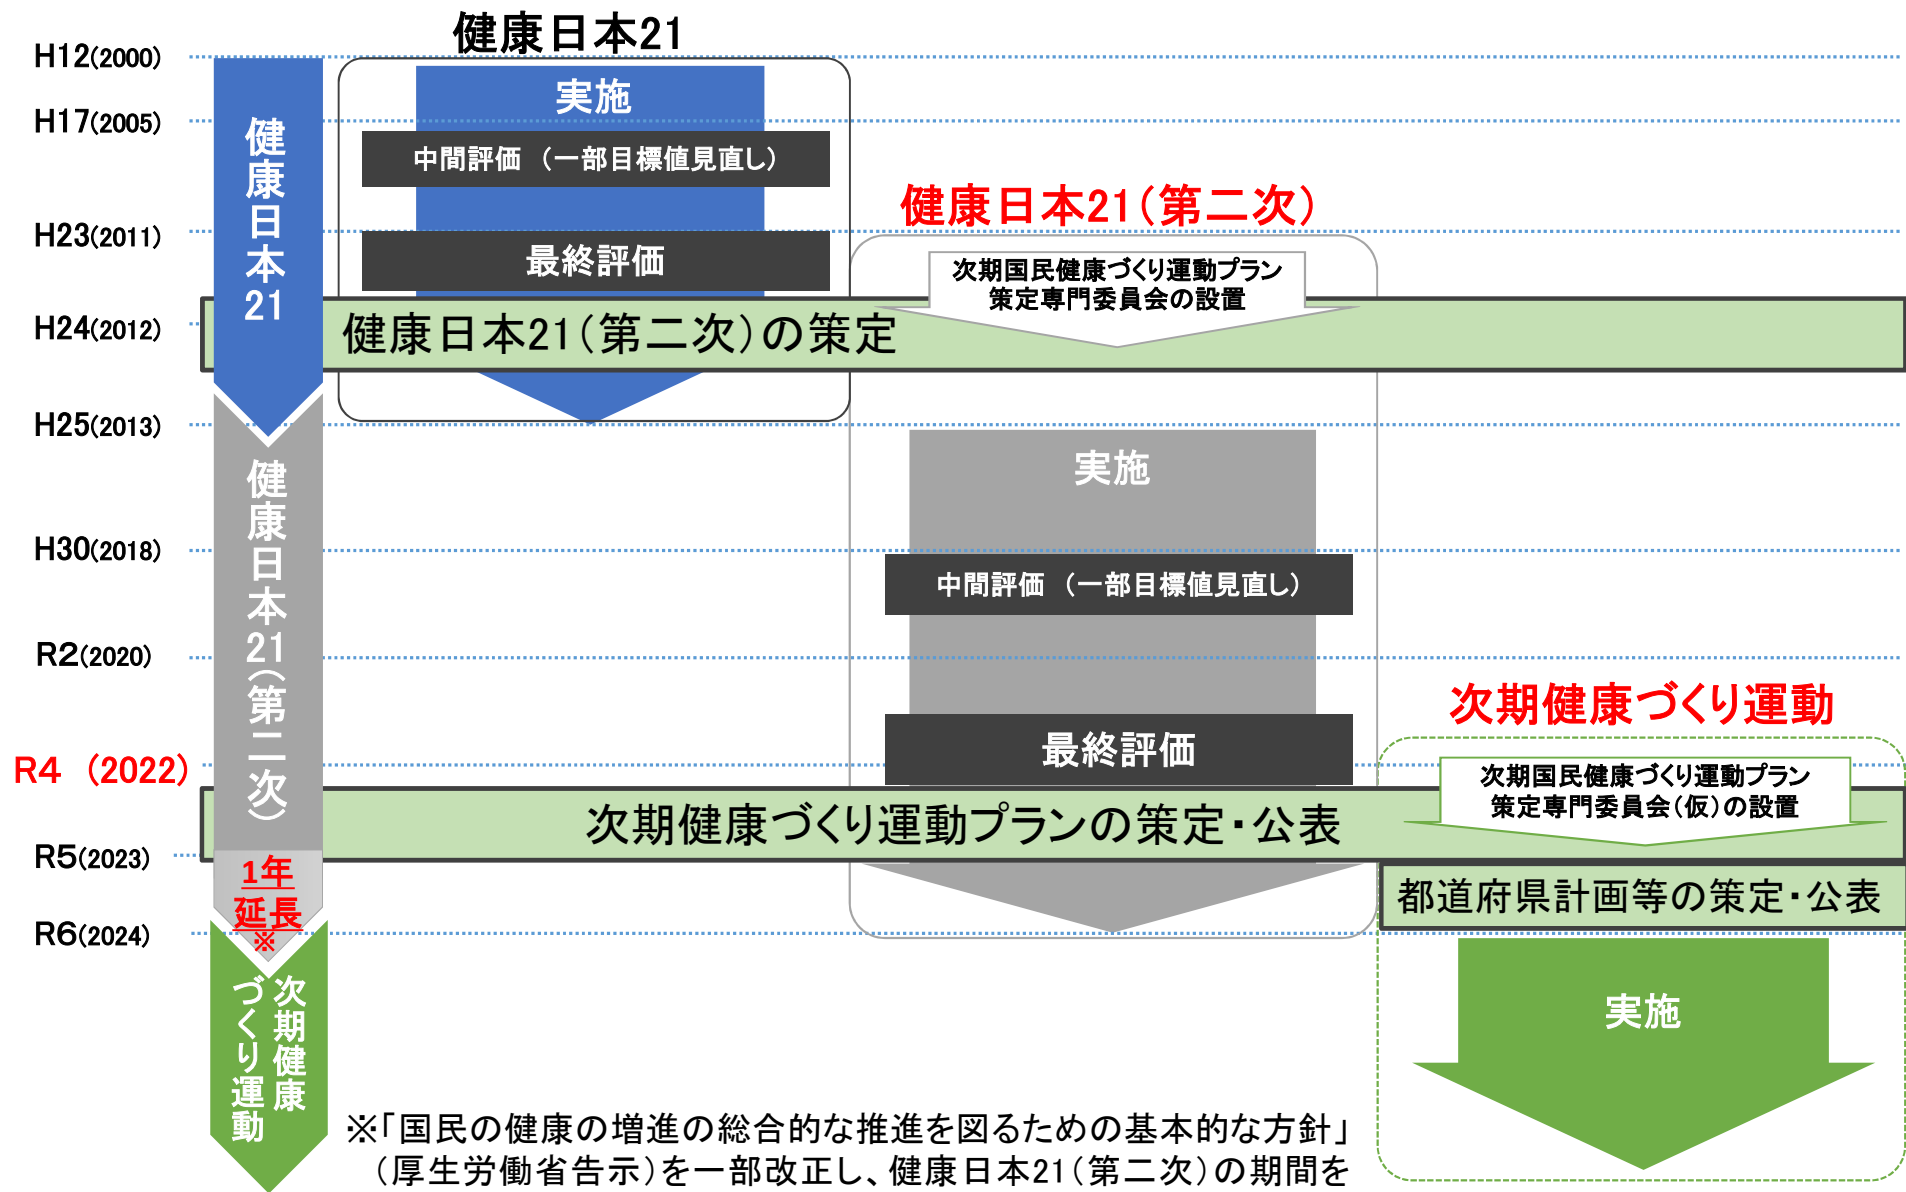 健康日本21
H12(2000)
H17(2005)
H23(2011)
H24(2012)
H25(2013)
H30(2018)
R2(2020)
R4 (2022)
R5(2023)
R6(2024)
健康日本21
健康日本21(第二次)
1年
延長
※
次期健康
づくり運動
実施
中間評価 (一部目標値見直し)
最終評価
健康日本21(第二次)の策定
健康日本21(第二次)
次期国民健康づくり運動プラン
策定専門委員会の設置
実施
中間評価 (一部目標値見直し)
最終評価
次期健康づくり運動プランの策定・公表
次期健康づくり運動
次期国民健康づくり運動プラン
策定専門委員会(仮)の設置
都道府県計画等の策定・公表
実施
※「国民の健康の増進の総合的な推進を図るための基本的な方針」
(厚生労働省告示)を一部改正し、健康日本21(第二次)の期間を